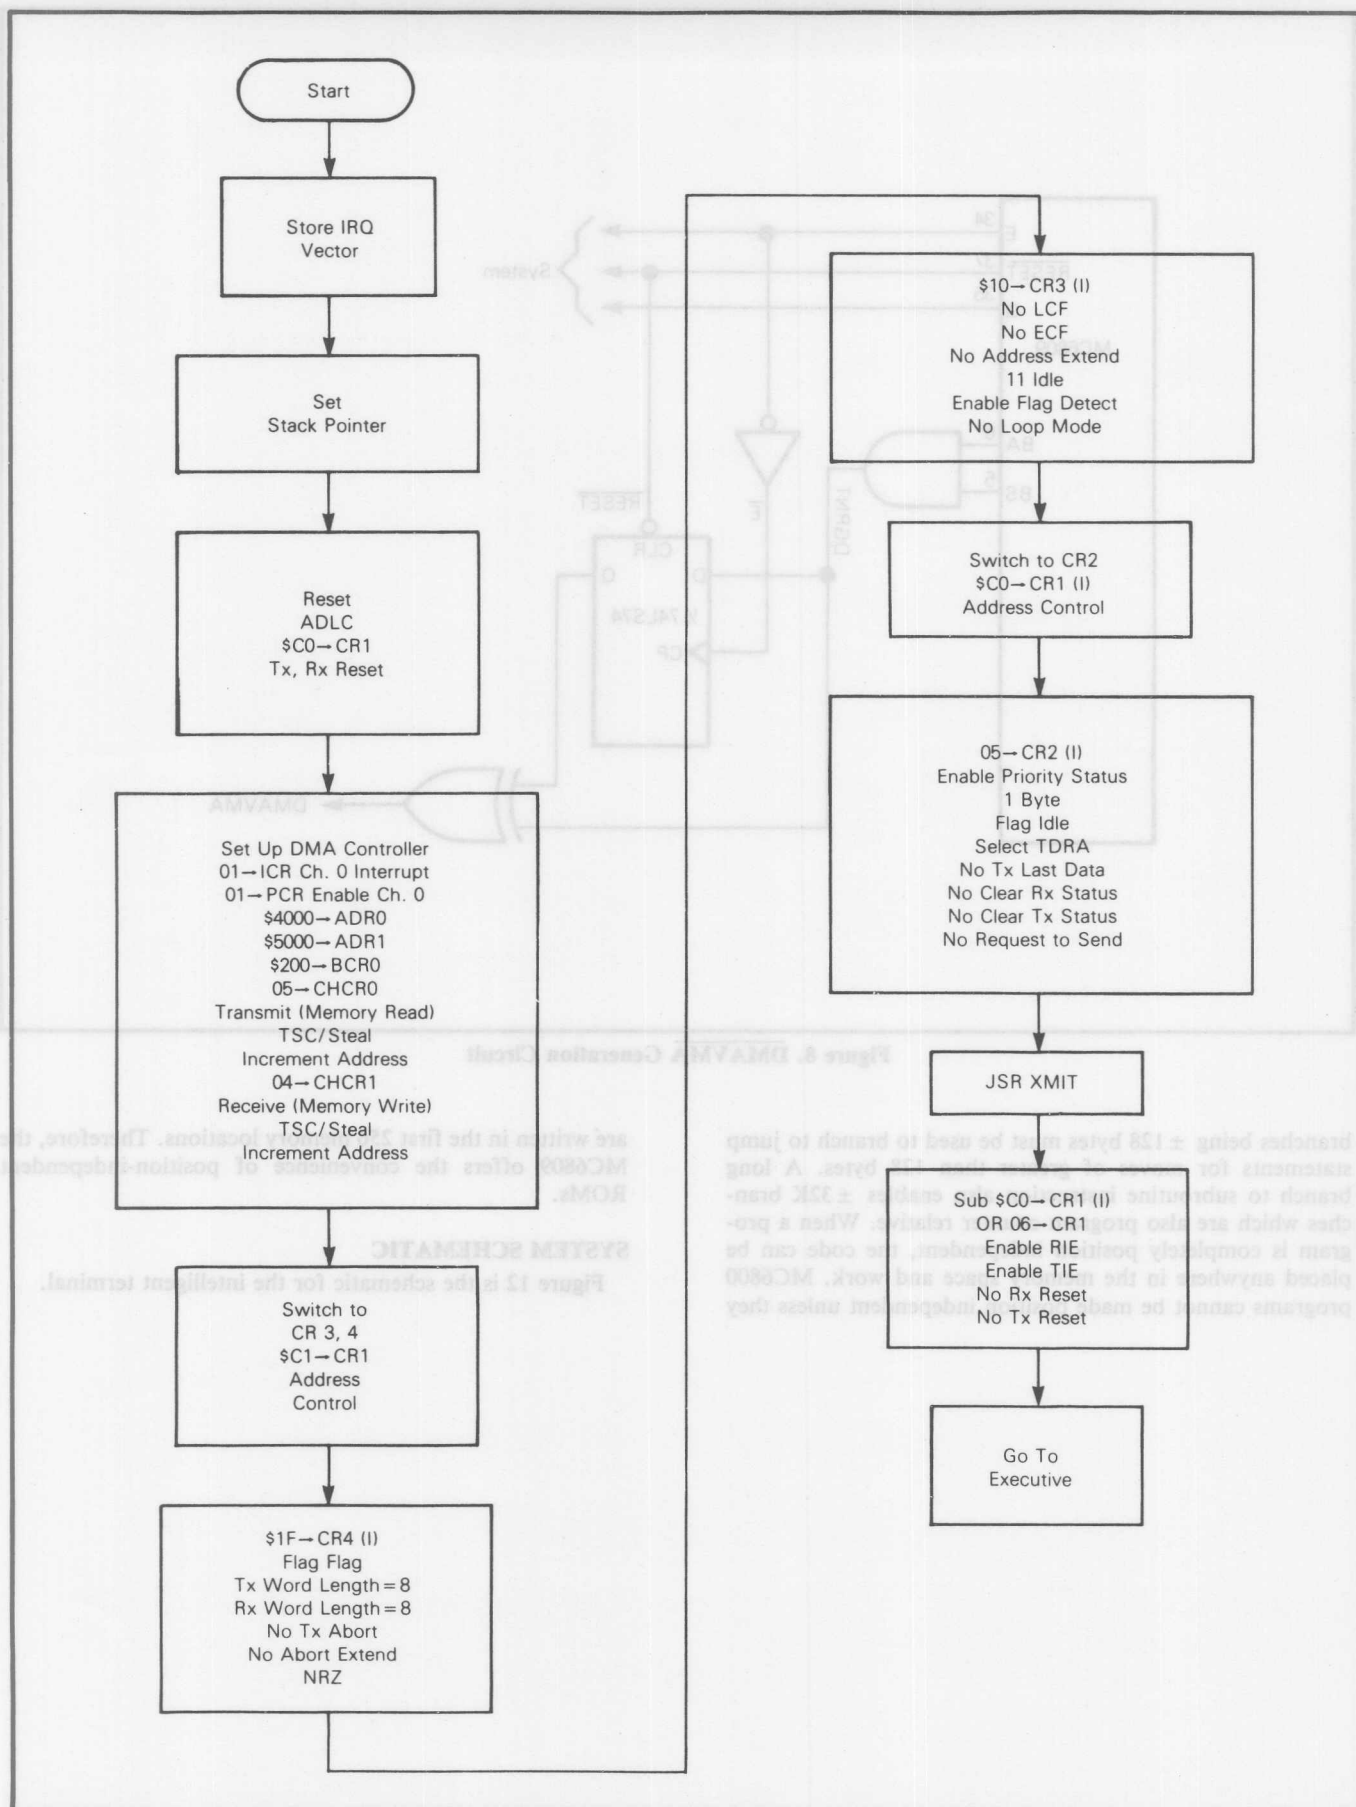 Start
Store IRQ
Vector
Set
Stack Pointer
Reset
ADLC
$C0→CR1
Tx, Rx Reset
Set Up DMA Controller
01→ICR Ch. 0 Interrupt
01→PCR Enable Ch. 0
$4000→ADR0
$5000→ADR1
$200→BCR0
05→CHCR0
Transmit (Memory Read)
TSC/Steal
Increment Address
04→CHCR1
Receive (Memory Write)
TSC/Steal
Increment Address
Switch to
CR 3, 4
$C1→CR1
Address
Control
$1F→CR4 (I)
Flag Flag
Tx Word Length=8
Rx Word Length=8
No Tx Abort
No Abort Extend
NRZ
$10→CR3 (I)
No LCF
No ECF
No Address Extend
11 Idle
Enable Flag Detect
No Loop Mode
Switch to CR2
$C0→CR1 (I)
Address Control
05→CR2 (I)
Enable Priority Status
1 Byte
Flag Idle
Select TDRA
No Tx Last Data
No Clear Rx Status
No Clear Tx Status
No Request to Send
JSR XMIT
Sub $C0→CR1 (I)
OR 06→CR1
Enable RIE
Enable TIE
No Rx Reset
No Tx Reset
Go To
Executive